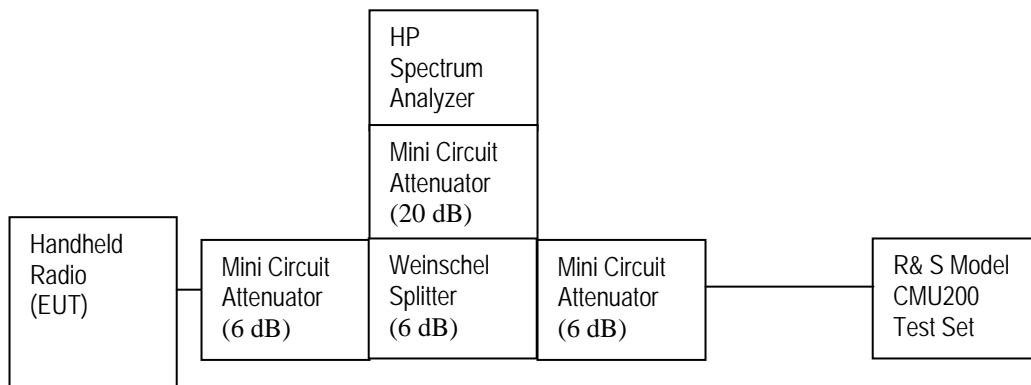 HP
Spectrum
Analyzer
Mini Circuit
Attenuator
(20 dB)
Handheld
Radio
(EUT)
Mini Circuit
Attenuator
(6 dB)
Weinschel
Splitter
(6 dB)
Mini Circuit
Attenuator
(6 dB)
R& S Model
CMU200
Test Set